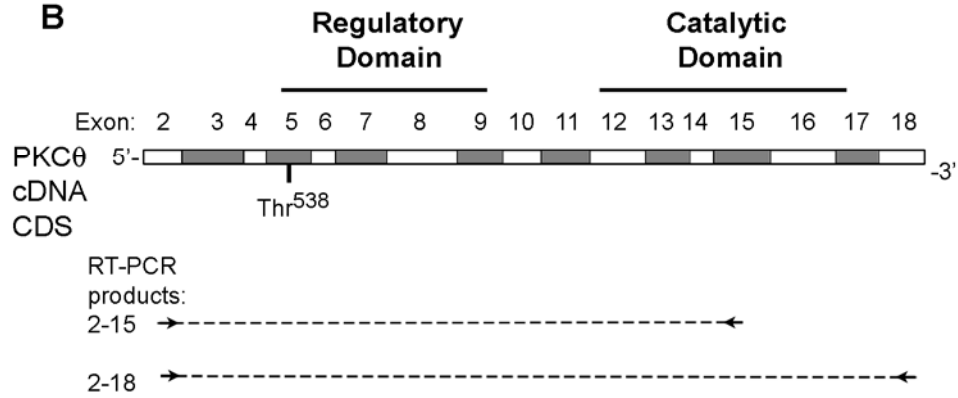 B
Regulatory
Domain
Catalytic
Domain
Exon: 2 3 4 5 6 7 8 9 10 11 12 13 14 15 16 17 18
PKCθ 5’- -3’
cDNA
CDS
Thr538
RT-PCR
products:
2-15
2-18